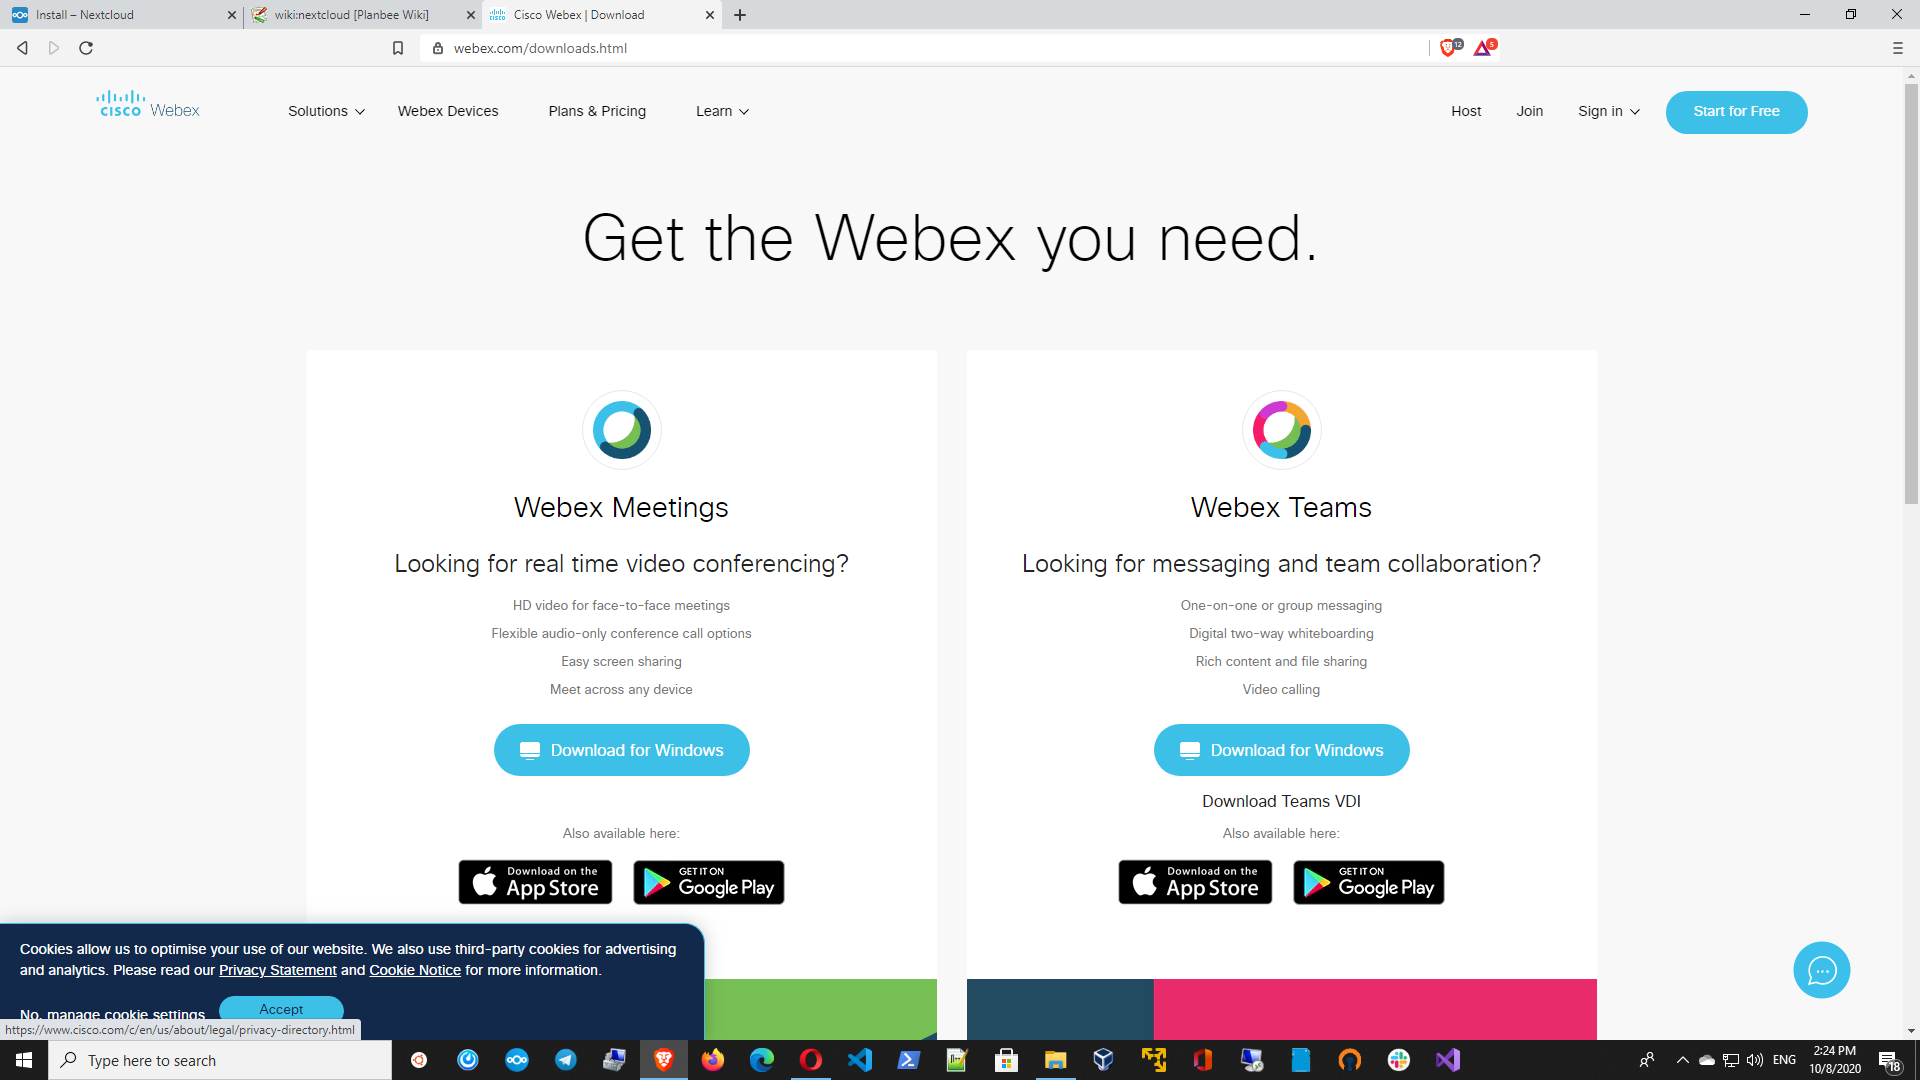 Install – Nextcloud
wiki:nextcloud [Planbee Wiki]
Cisco Webex | Download
webex.com/downloads.html
12
5
cisco Webex
Solutions
Webex Devices
Plans & Pricing
Learn
Host
Join
Sign in
Start for Free
Get the Webex you need.
Webex Meetings
Looking for real time video conferencing?
HD video for face-to-face meetings
Flexible audio-only conference call options
Easy screen sharing
Meet across any device
Download for Windows
Also available here:
Download on the
App Store
GET IT ON
Google Play
Webex Teams
Looking for messaging and team collaboration?
One-on-one or group messaging
Digital two-way whiteboarding
Rich content and file sharing
Video calling
Download for Windows
Download Teams VDI
Also available here:
Download on the
App Store
GET IT ON
Google Play
Cookies allow us to optimise your use of our website. We also use third-party cookies for advertising
and analytics. Please read our Privacy Statement and Cookie Notice for more information.
No, manage cookie settings
Accept
https://www.cisco.com/c/en/us/about/legal/privacy-directory.html
Type here to search
ENG
2:24 PM
10/8/2020
18